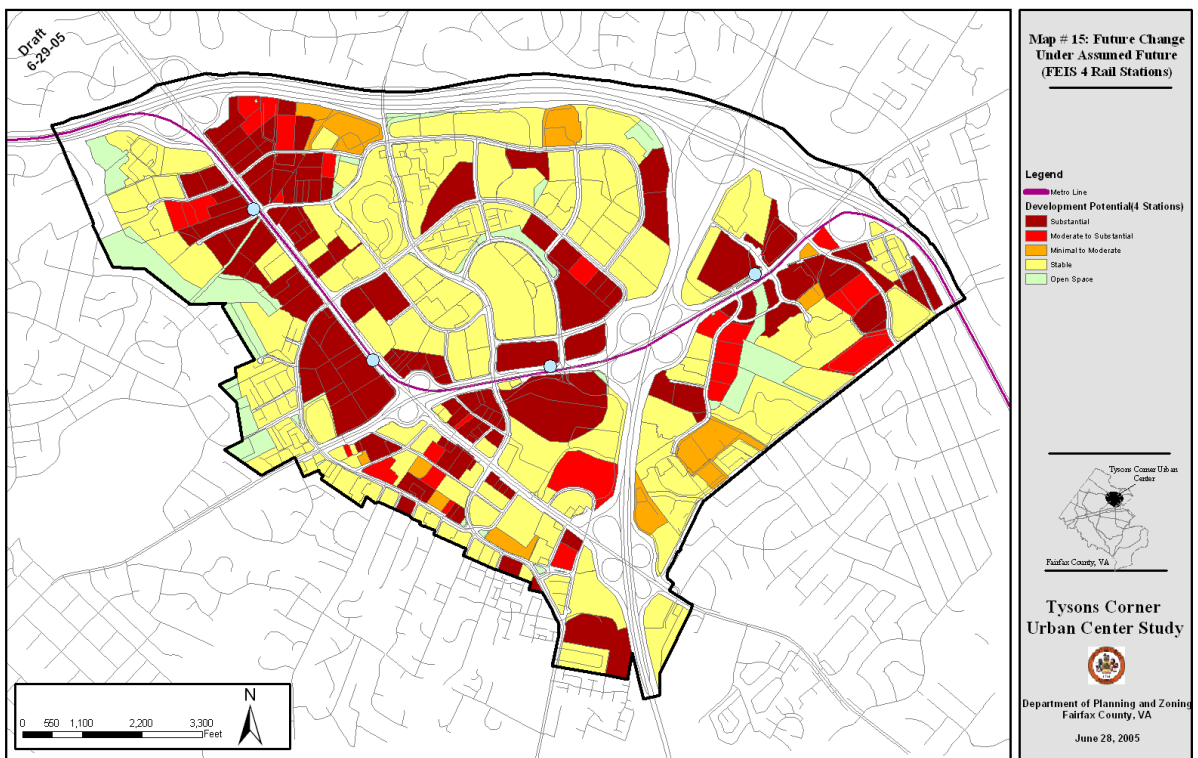 Draft
6-29-05
Map # 15: Future Change
Under Assumed Future
(FEIS 4 Rail Stations)
Legend
Metro Line
Development Potential(4 Stations)
Substantial
Moderate to Substantial
Minimal to Moderate
Stable
Open Space
Tysons Corner Urban
Center
Fairfax County, VA
Tysons Corner
Urban Center Study
Department of Planning and Zoning
Fairfax County, VA
June 28, 2005
N
0 550 1,100 2,200 3,300
Feet